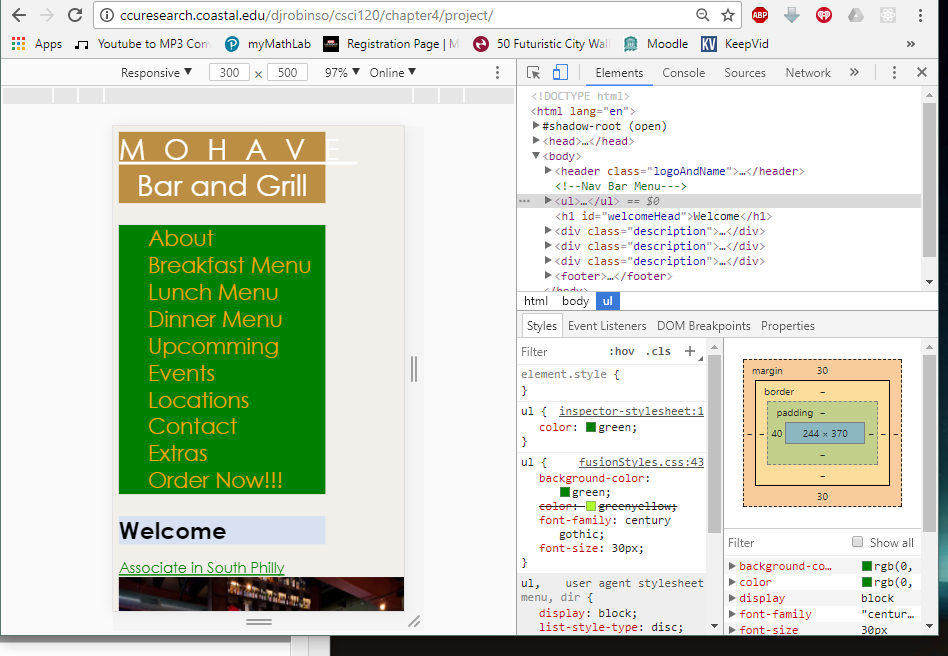 ccuresearch.coastal.edu/djrobinso/csci120/chapter4/project/
ABP
Apps Youtube to MP3 Con myMathLab Registration Page | M 50 Futuristic City Wall Moodle KV KeepVid »
Responsive ▼ 300 × 500 97% ▼ Online ▼
Elements Console Sources Network »
MOHAVE
Bar and Grill
About
Breakfast Menu
Lunch Menu
Dinner Menu
Upcomming
Events
Locations
Contact
Extras
Order Now!!!
Welcome
Associate in South Philly
<!DOCTYPE html>
<html lang="en">
▶#shadow-root (open)
▶<head>…</head>
▼<body>
▶<header class="logoAndName">…</header>
<!--Nav Bar Menu--->
… ▶<ul>…</ul> == $0
<h1 id="welcomeHead">Welcome</h1>
▶<div class="description">…</div>
▶<div class="description">…</div>
▶<div class="description">…</div>
▶<footer>…</footer>
</body>
html body ul
Styles Event Listeners DOM Breakpoints Properties
Filter :hov .cls +
element.style {
}
ul { inspector-stylesheet:1
color: green;
}
ul { fusionStyles.css:43
background-color:
green;
color: greenyellow;
font-family: century
gothic;
font-size: 30px;
}
ul, user agent stylesheet
menu, dir {
display: block;
list-style-type: disc;
margin 30
border –
padding –
– – 40 244 × 370 – – –
–
–
30
Filter Show all
▶background-co… rgb(0,
▶color rgb(0,
▶display block
▶font-family "centur…
▶font-size 30px